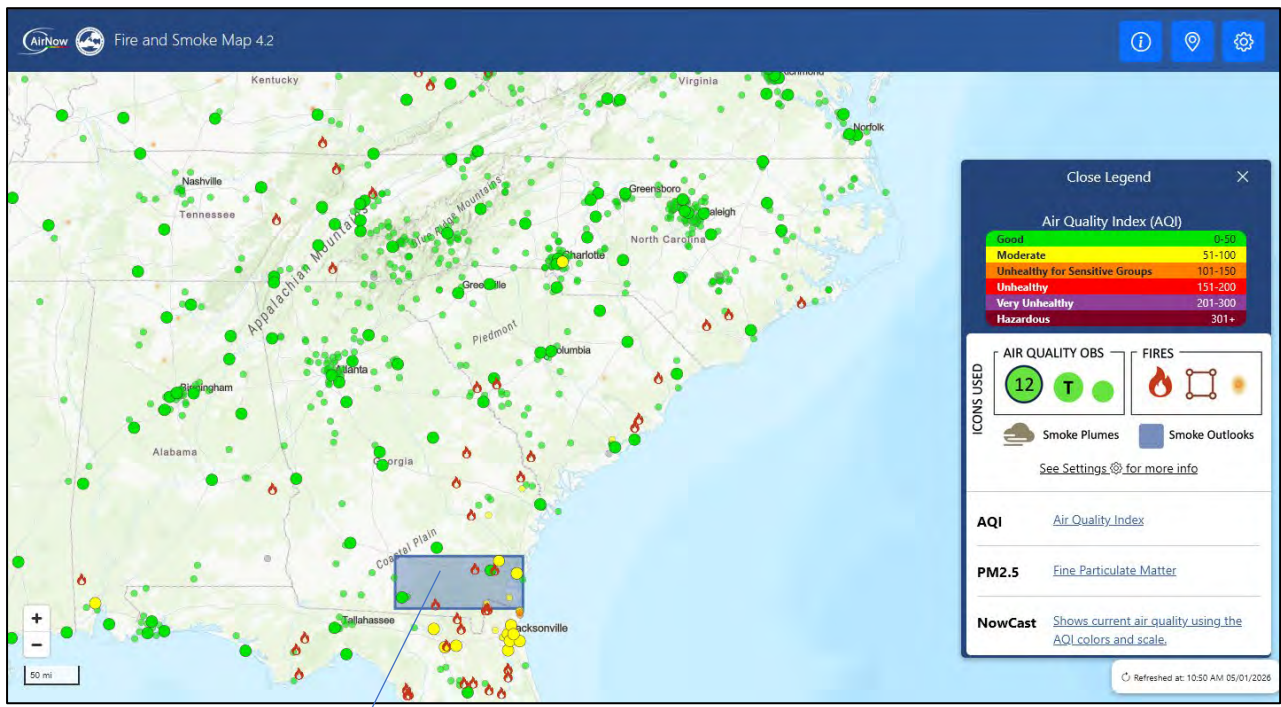 AirNow
Fire and Smoke Map 4.2
Kentucky
Virginia
Richmond
Norfolk
Nashville
Tennessee
Greensboro
Raleigh
Appalachian Mountains
Blue Ridge Mountains
North Carolina
Charlotte
Piedmont
Columbia
Atlanta
Birmingham
Alabama
Georgia
Coastal Plain
Tallahassee
Jacksonville
+
−
50 mi
Close Legend
Air Quality Index (AQI)
Good 0-50
Moderate 51-100
Unhealthy for Sensitive Groups 101-150
Unhealthy 151-200
Very Unhealthy 201-300
Hazardous 301+
ICONS USED
AIR QUALITY OBS
FIRES
12 T
Smoke Plumes
Smoke Outlooks
See Settings for more info
AQI Air Quality Index
PM2.5 Fine Particulate Matter
NowCast Shows current air quality using the
AQI colors and scale.
Refreshed at: 10:50 AM 05/01/2026